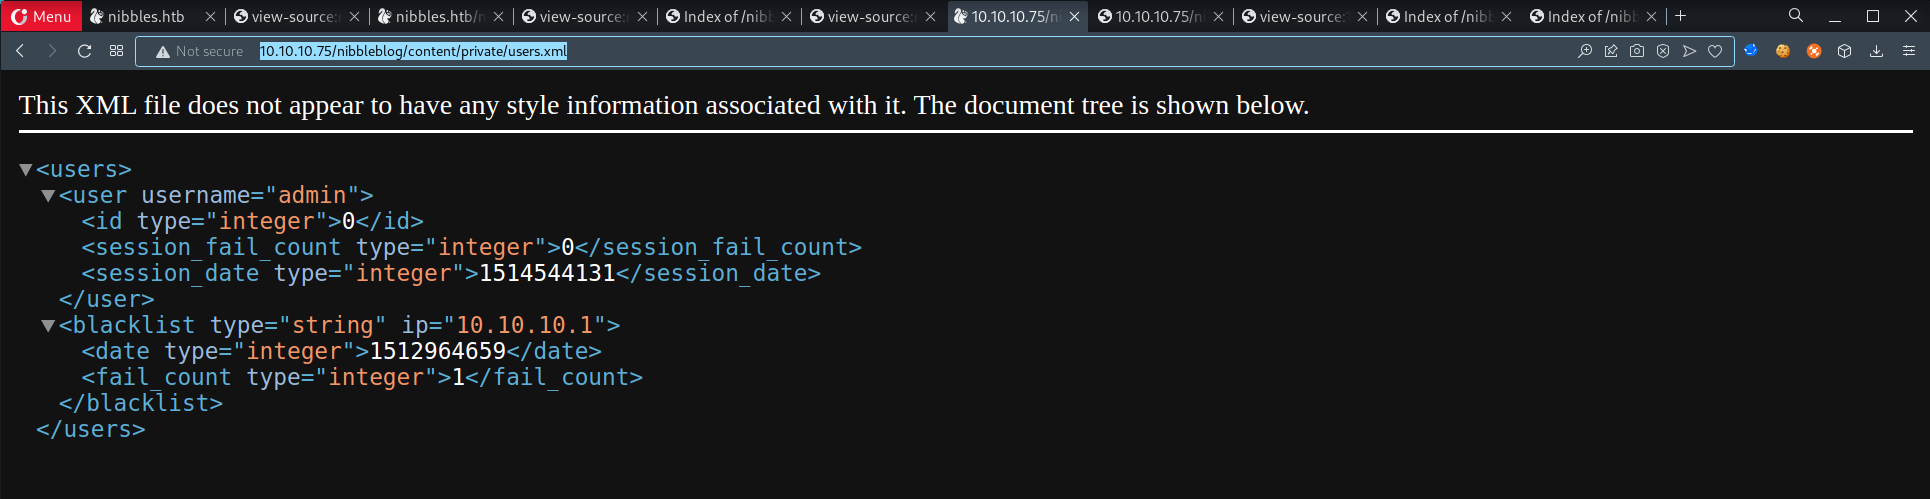 Menu nibbles.htb view-source: nibbles.htb/n view-source: Index of /nibb view-source: 10.10.10.75/ni 10.10.10.75/n view-source: Index of /nibb Index of /nibb
Not secure 10.10.10.75/nibbleblog/content/private/users.xml
This XML file does not appear to have any style information associated with it. The document tree is shown below.
<users>
<user username="admin">
<id type="integer">0</id>
<session_fail_count type="integer">0</session_fail_count>
<session_date type="integer">1514544131</session_date>
</user>
<blacklist type="string" ip="10.10.10.1">
<date type="integer">1512964659</date>
<fail_count type="integer">1</fail_count>
</blacklist>
</users>